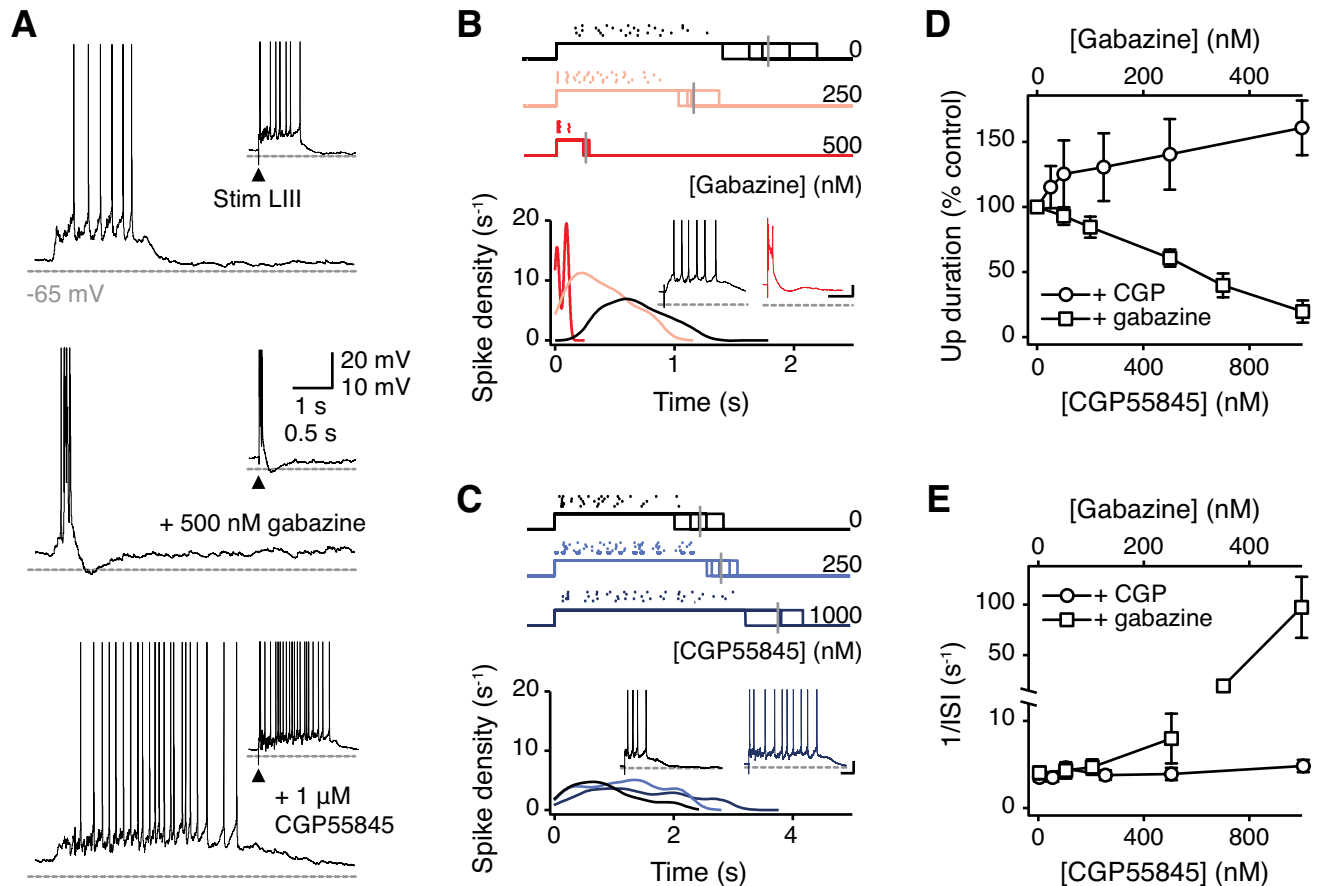 A
Stim LIII
-65 mV
20 mV
10 mV
1 s
0.5 s
+ 500 nM gabazine
+ 1 µM
CGP55845
B
0
250
500
[Gabazine] (nM)
Spike density (s-1)
20
10
0
0
1
2
Time (s)
C
0
250
1000
[CGP55845] (nM)
Spike density (s-1)
20
10
0
0
2
4
Time (s)
D
[Gabazine] (nM)
0
200
400
Up duration (% control)
150
100
50
0
+ CGP
+ gabazine
0
400
800
[CGP55845] (nM)
E
[Gabazine] (nM)
0
200
400
1/ISI (s-1)
100
50
10
0
+ CGP
+ gabazine
0
400
800
[CGP55845] (nM)